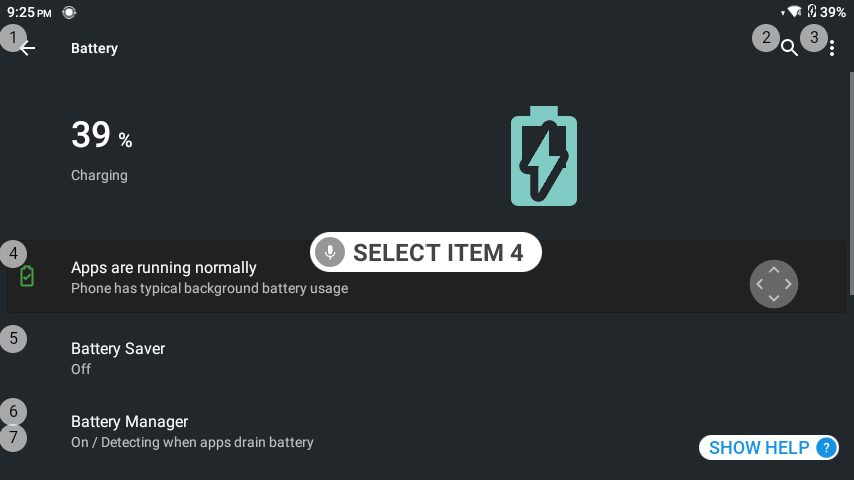 9:25 PM
39%
1
Battery
2
3
39 %
Charging
SELECT ITEM 4
4
Apps are running normally
Phone has typical background battery usage
5
Battery Saver
Off
6
Battery Manager
7
On / Detecting when apps drain battery
SHOW HELP ?